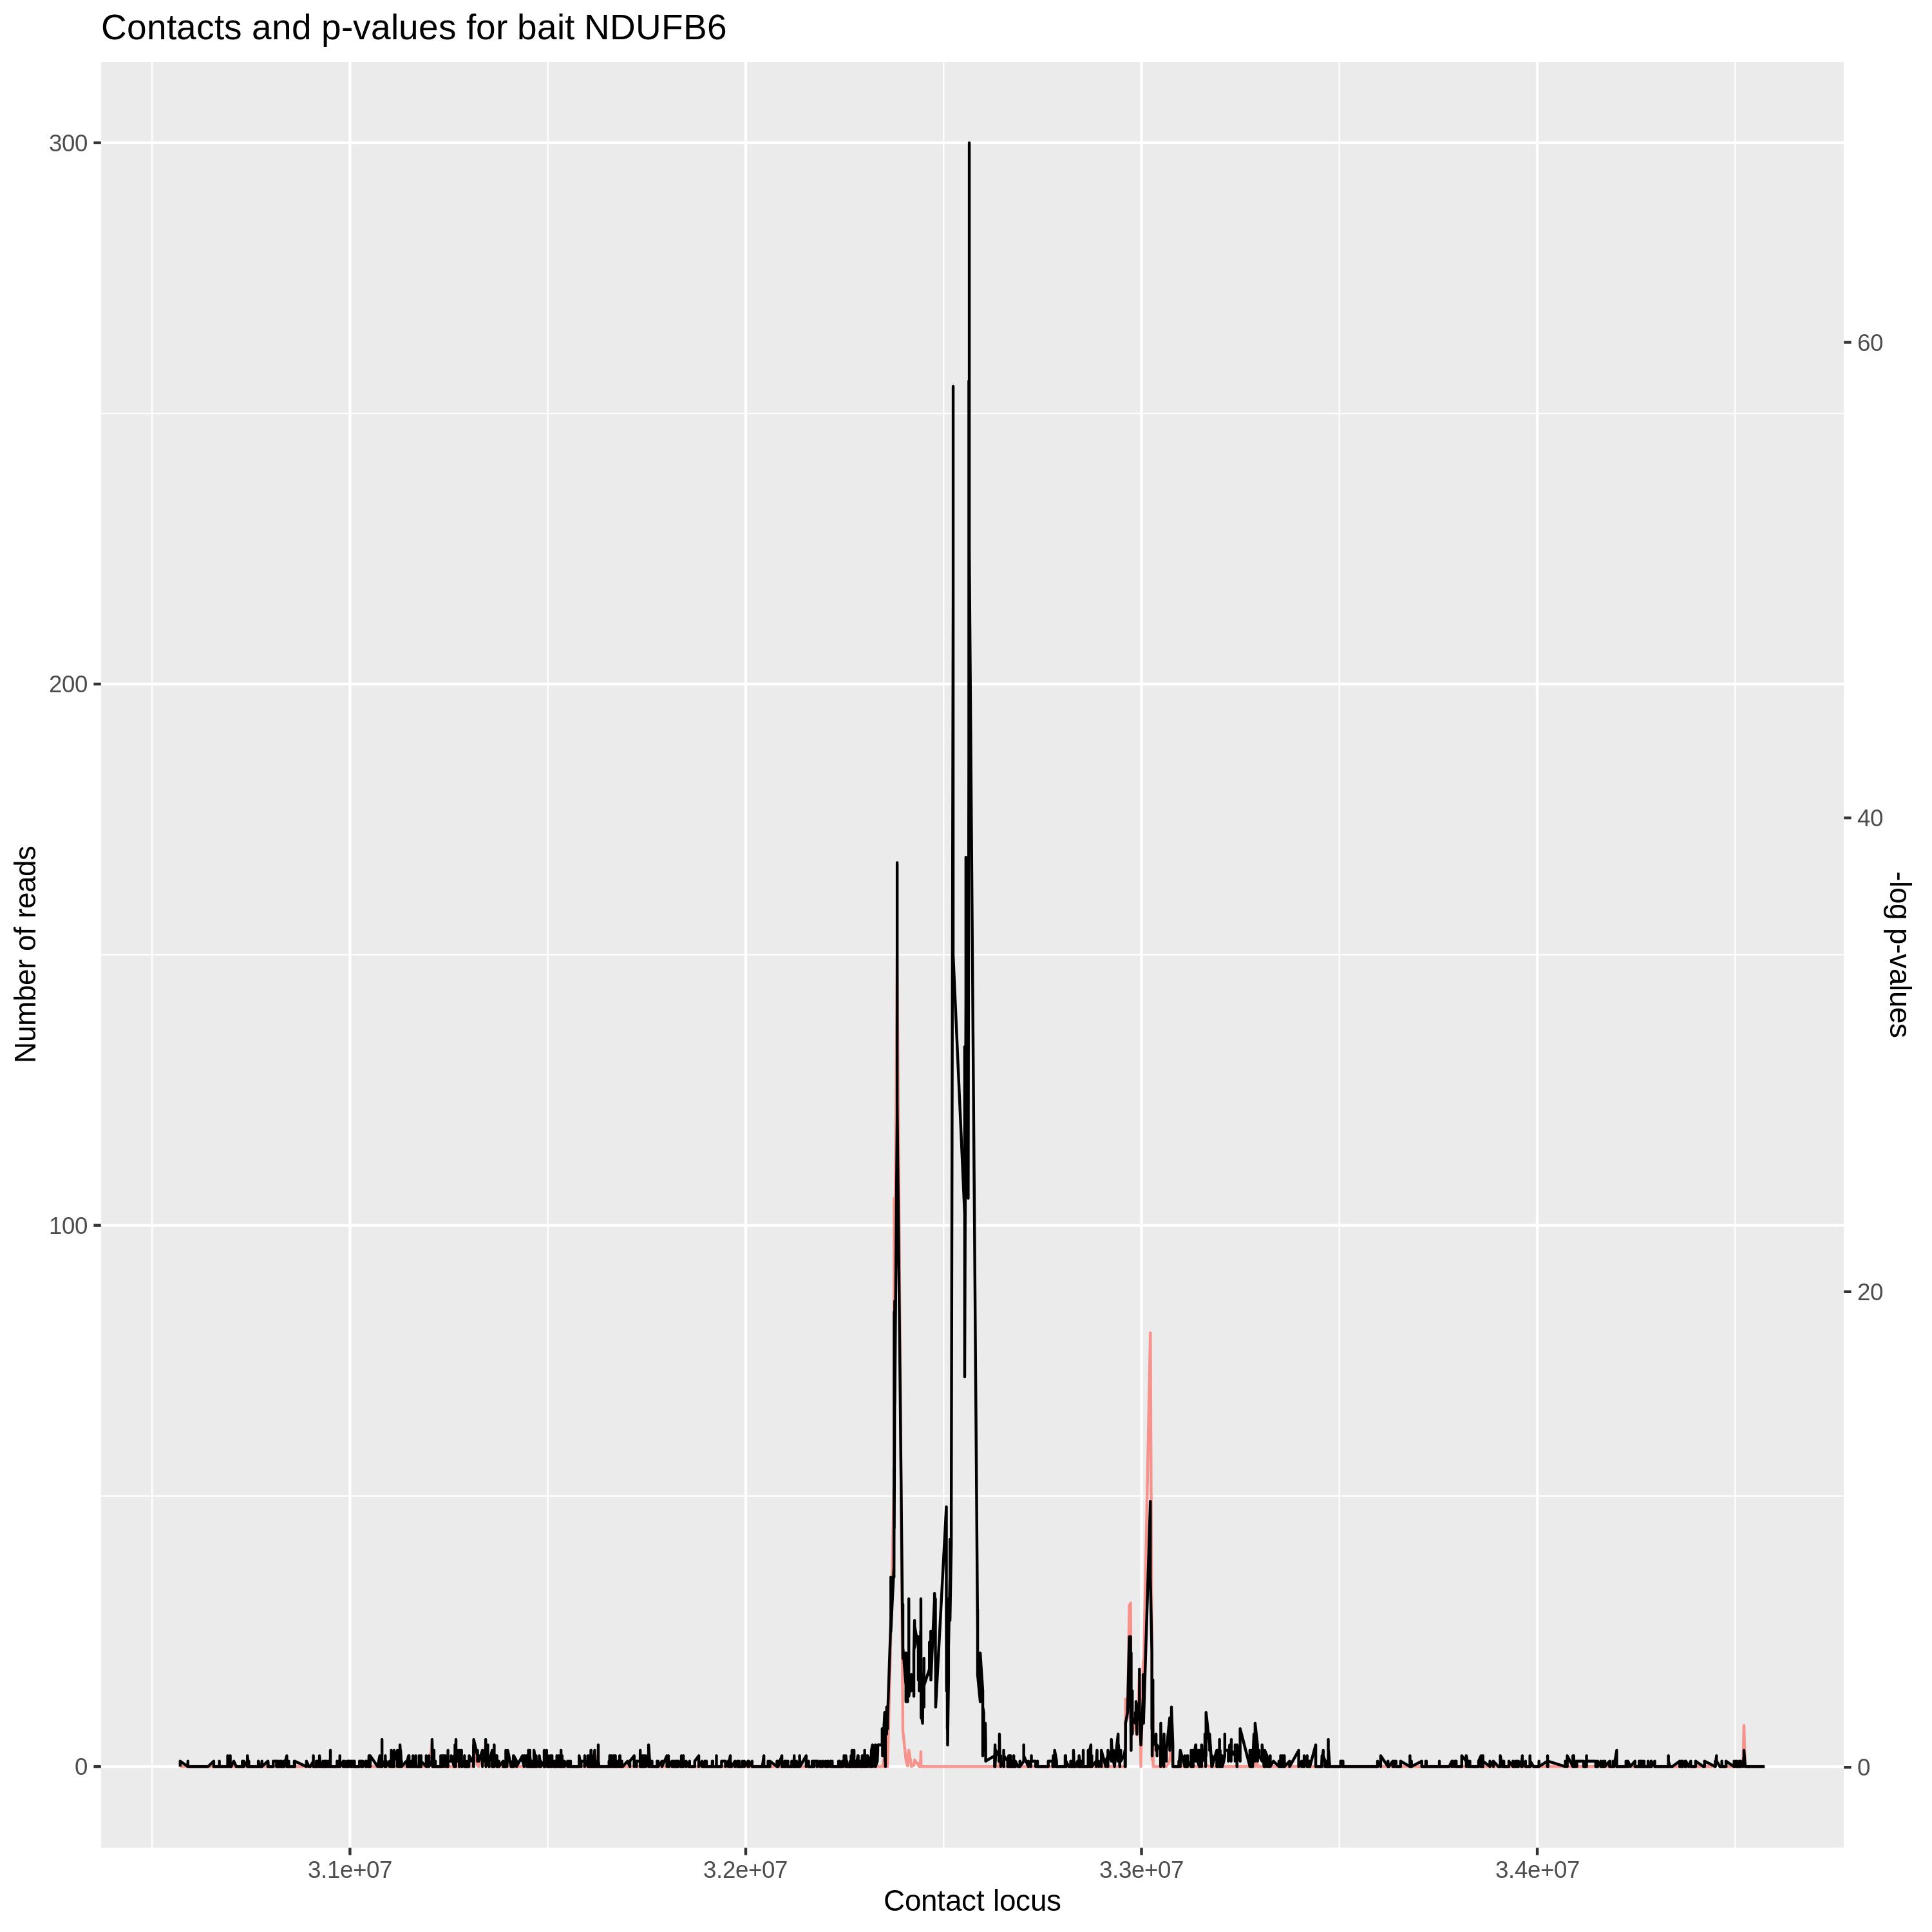 Contacts and p-values for bait NDUFB6
300
200
100
0
Number of reads
60
40
20
0
-log p-values
3.1e+07
3.2e+07
3.3e+07
3.4e+07
Contact locus